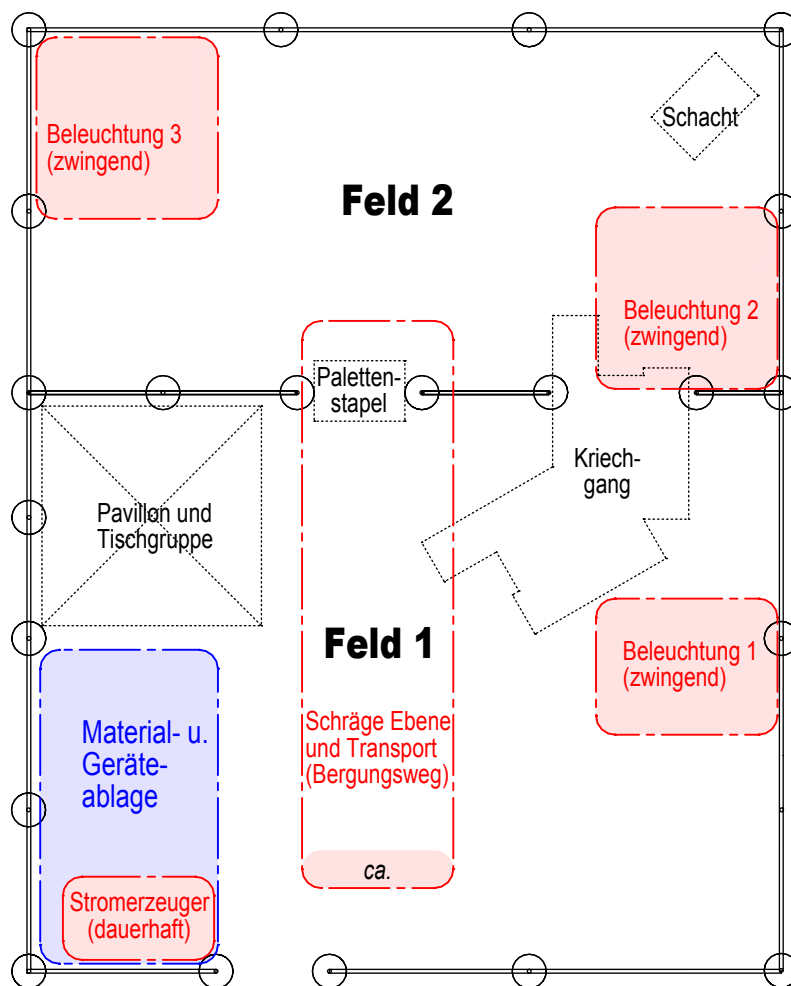 Beleuchtung 3
(zwingend)
Schacht
Feld 2
Beleuchtung 2
(zwingend)
Paletten-
stapel
Kriech-
gang
Pavillon und
Tischgruppe
Feld 1
Beleuchtung 1
(zwingend)
Material- u.
Geräte-
ablage
Schräge Ebene
und Transport
(Bergungsweg)
ca.
Stromerzeuger
(dauerhaft)